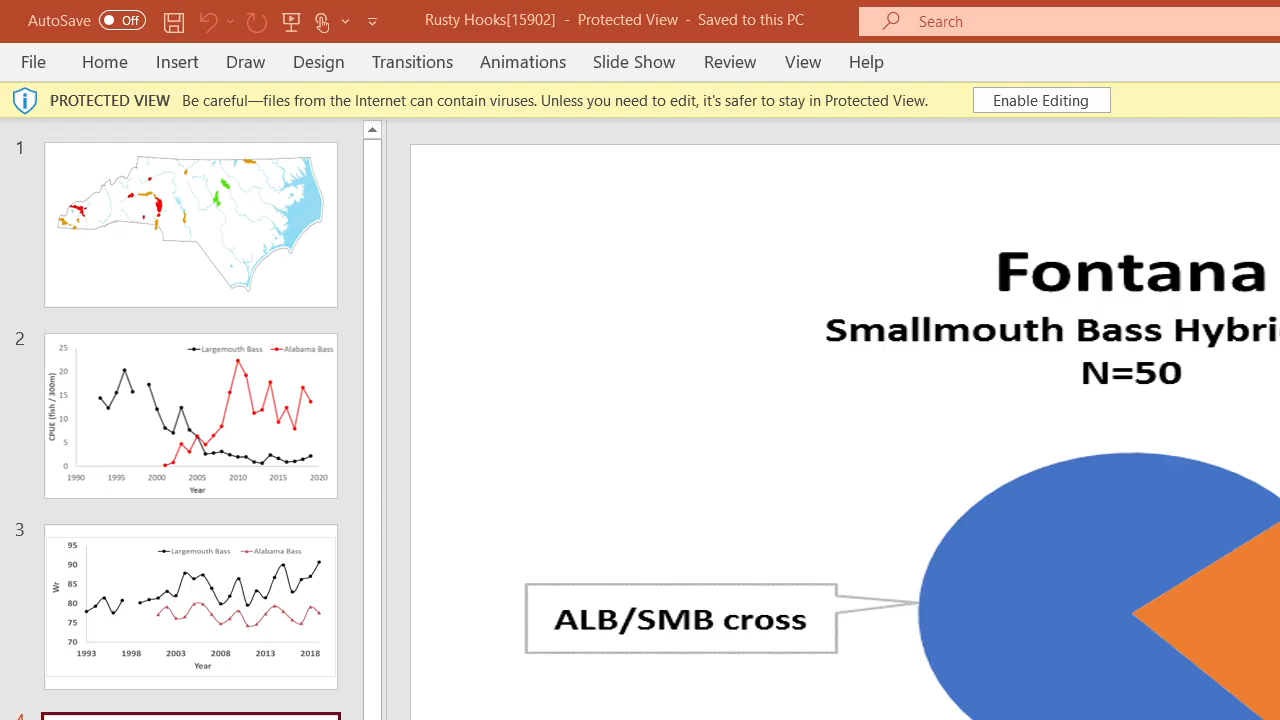 AutoSave Off
Rusty Hooks[15902] - Protected View - Saved to this PC
Search
File Home Insert Draw Design Transitions Animations Slide Show Review View Help
PROTECTED VIEW Be careful—files from the Internet can contain viruses. Unless you need to edit, it's safer to stay in Protected View.
Enable Editing
1
2
25
Largemouth Bass Alabama Bass
20
15
10
5
0
CPUE (fish / 300m)
1990 1995 2000 2005 2010 2015 2020
Year
3
95
Largemouth Bass Alabama Bass
90
85
80
75
70
Wr
1993 1998 2003 2008 2013 2018
Year
4
Fontana
Smallmouth Bass Hybri
N=50
ALB/SMB cross